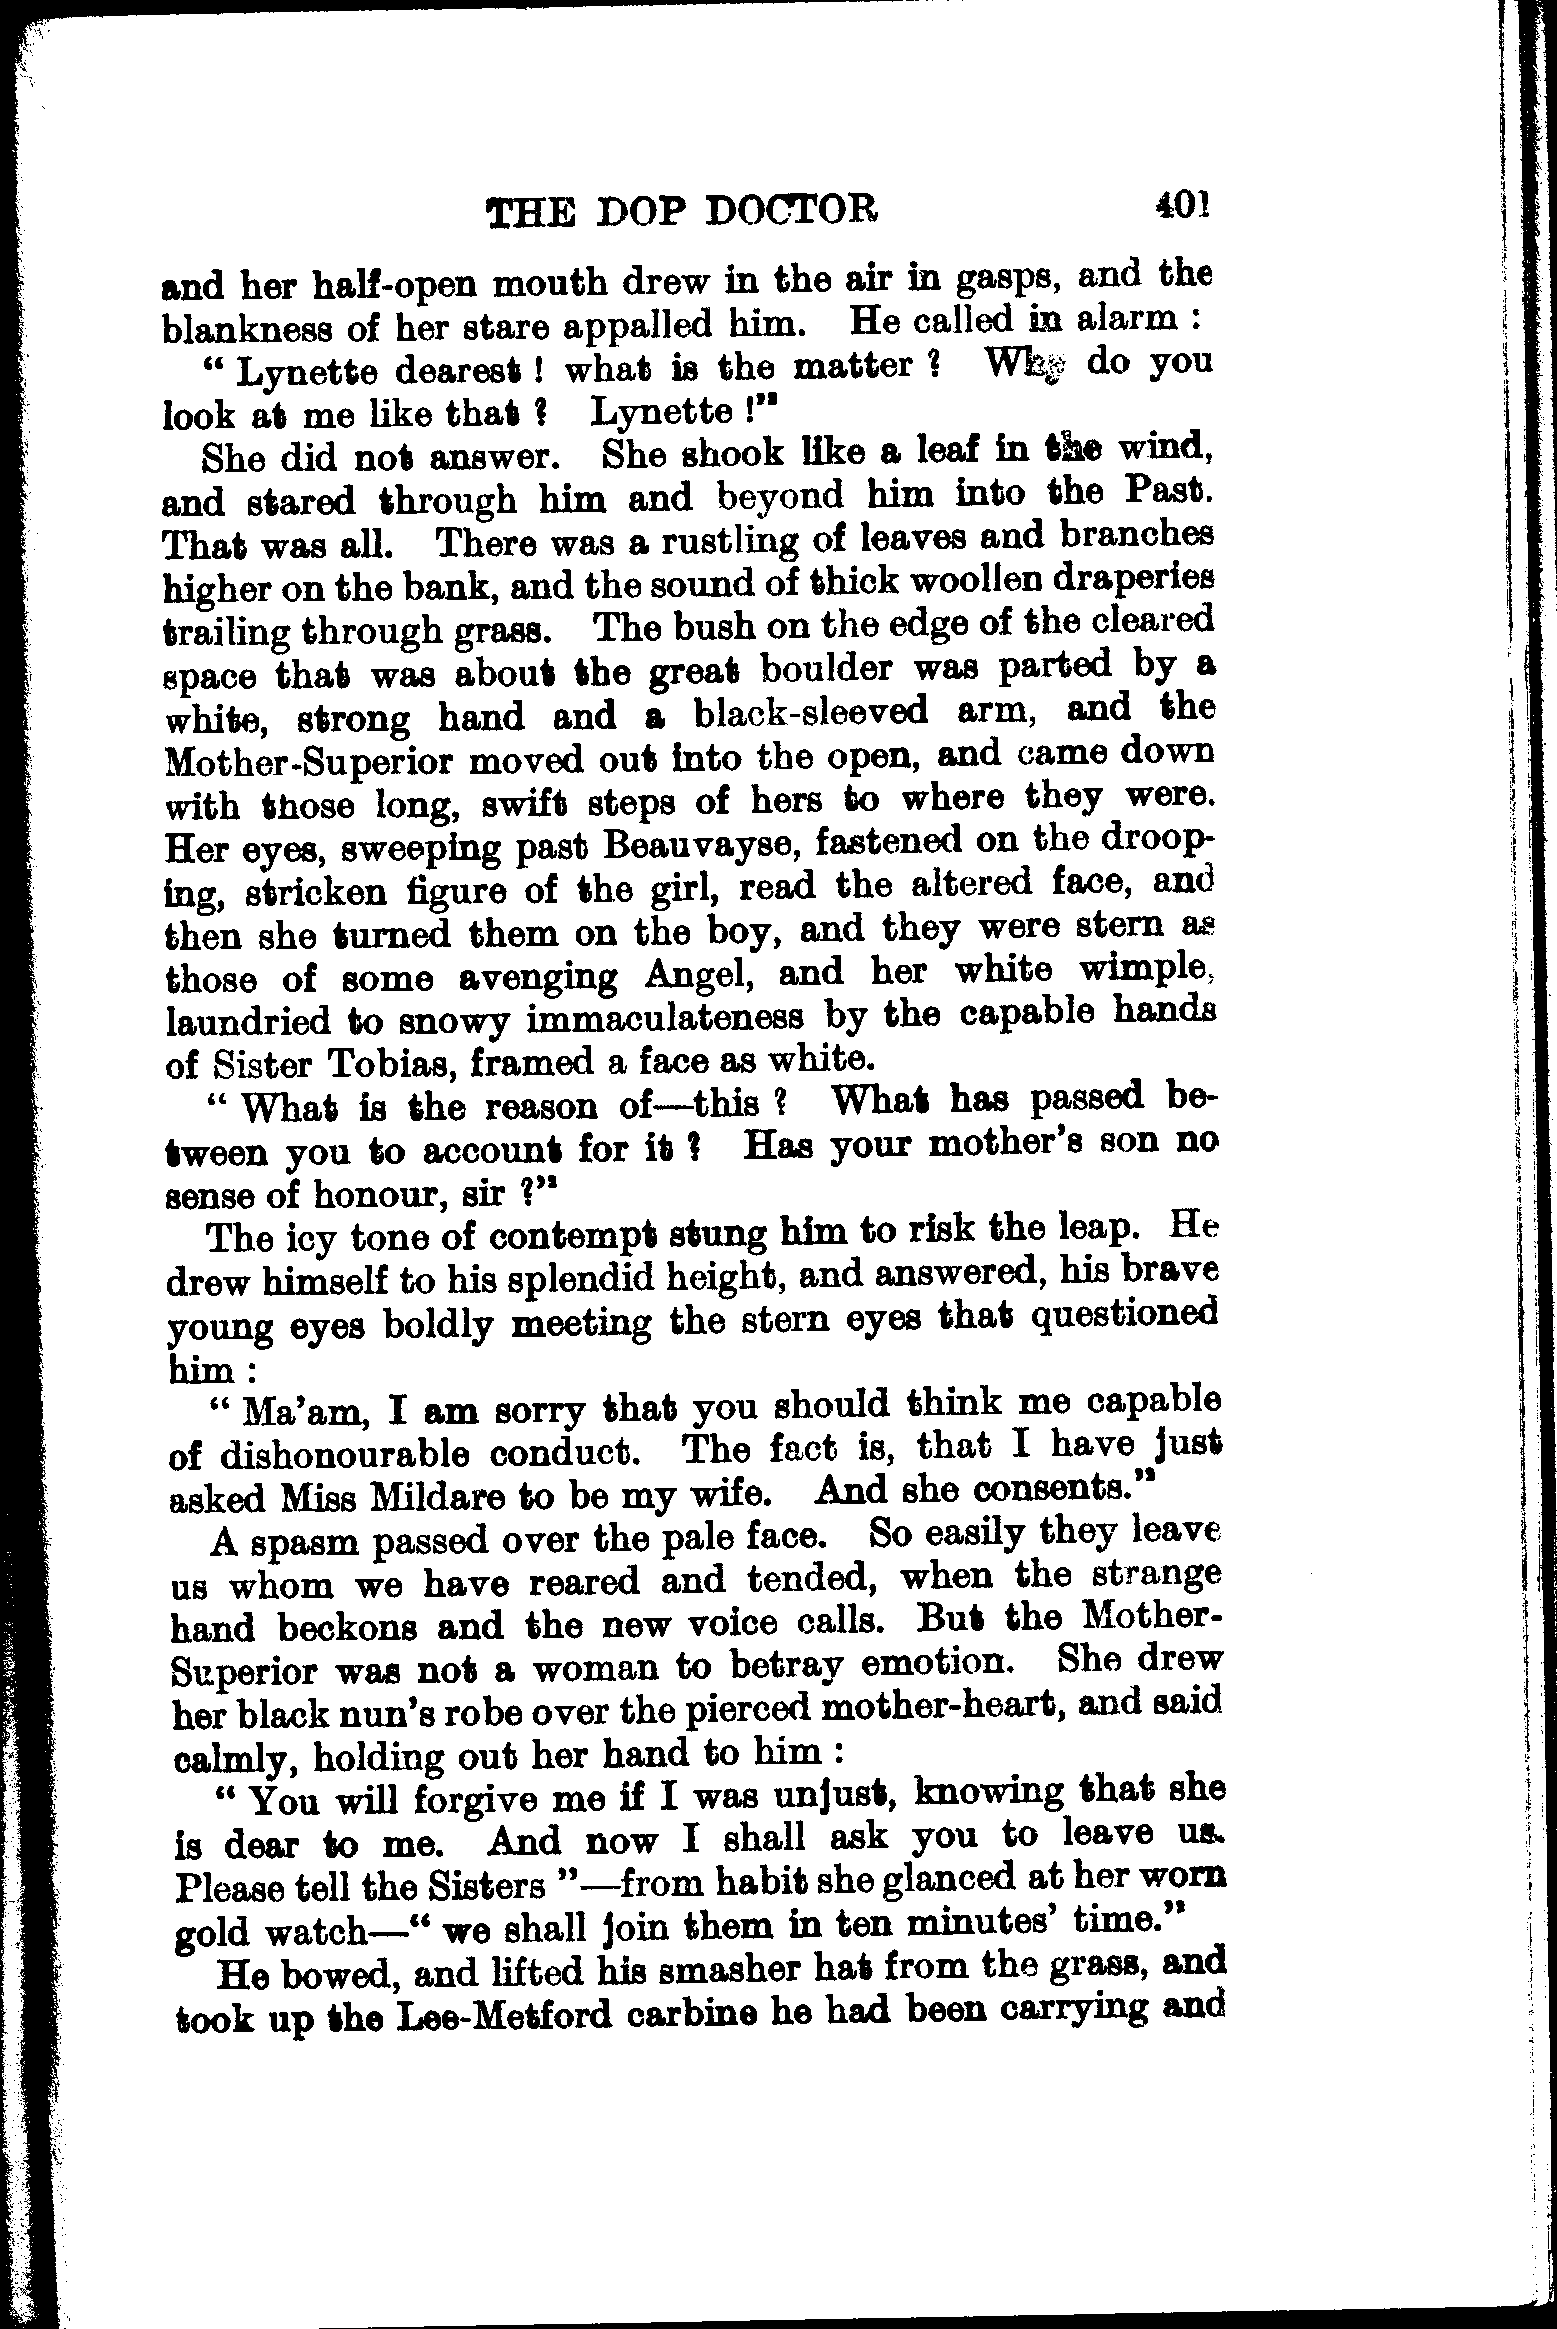 THE DOP DOCTOR 401
and her half-open mouth drew in the air in gasps, and the
blankness of her stare appalled him. He called in alarm :
“ Lynette dearest ! what is the matter ? Why do you
look at me like that ? Lynette !”
She did not answer. She shook like a leaf in the wind,
and stared through him and beyond him into the Past.
That was all. There was a rustling of leaves and branches
higher on the bank, and the sound of thick woollen draperies
trailing through grass. The bush on the edge of the cleared
space that was about the great boulder was parted by a
white, strong hand and a black-sleeved arm, and the
Mother-Superior moved out into the open, and came down
with those long, swift steps of hers to where they were.
Her eyes, sweeping past Beauvayse, fastened on the droop-
ing, stricken figure of the girl, read the altered face, and
then she turned them on the boy, and they were stern as
those of some avenging Angel, and her white wimple,
laundried to snowy immaculateness by the capable hands
of Sister Tobias, framed a face as white.
“ What is the reason of—this ? What has passed be-
tween you to account for it ? Has your mother’s son no
sense of honour, sir ?”
The icy tone of contempt stung him to risk the leap. He
drew himself to his splendid height, and answered, his brave
young eyes boldly meeting the stern eyes that questioned
him :
“ Ma’am, I am sorry that you should think me capable
of dishonourable conduct. The fact is, that I have just
asked Miss Mildare to be my wife. And she consents.”
A spasm passed over the pale face. So easily they leave
us whom we have reared and tended, when the strange
hand beckons and the new voice calls. But the Mother-
Superior was not a woman to betray emotion. She drew
her black nun’s robe over the pierced mother-heart, and said
calmly, holding out her hand to him :
“ You will forgive me if I was unjust, knowing that she
is dear to me. And now I shall ask you to leave us.
Please tell the Sisters ”—from habit she glanced at her worn
gold watch—“ we shall join them in ten minutes’ time.”
He bowed, and lifted his smasher hat from the grass, and
took up the Lee-Metford carbine he had been carrying and